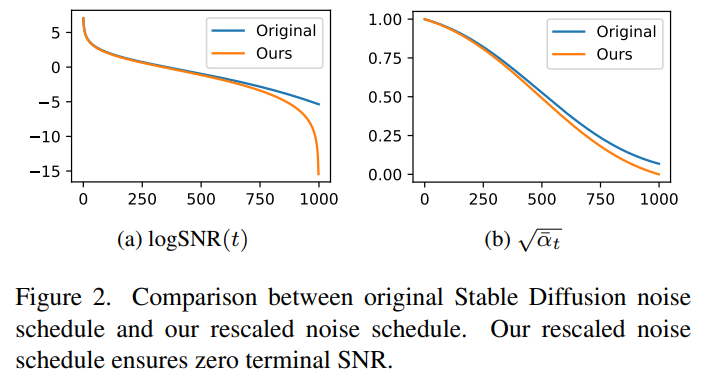 Original
Ours
5
0
−5
−10
−15
0 250 500 750 1000
(a) logSNR(t)
Original
Ours
1.00
0.75
0.50
0.25
0.00
0 250 500 750 1000
(b) √ᾱₜ
Figure 2. Comparison between original Stable Diffusion noise
schedule and our rescaled noise schedule. Our rescaled noise
schedule ensures zero terminal SNR.